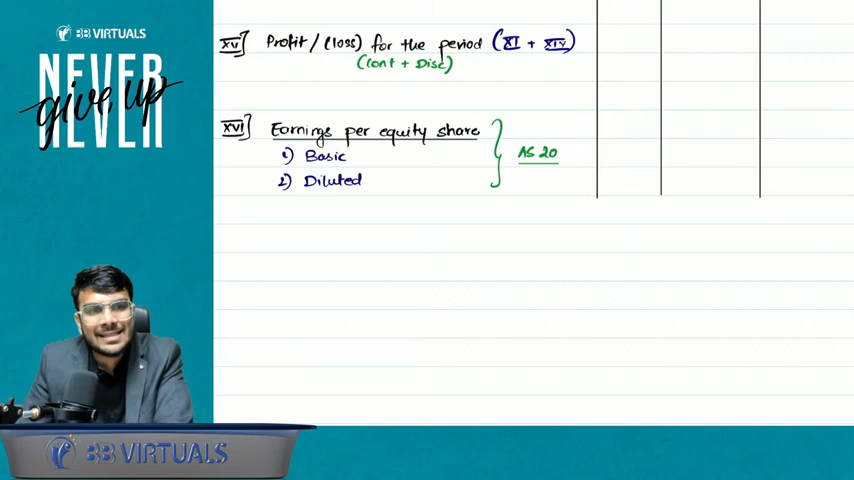 BB VIRTUALS
NEVER
give up
NEVER
XV] Profit / (loss) for the period (XI + XIV)
(Cont + Disc)
XVI] Earnings per equity share
1) Basic
2) Diluted
AS 20
BB VIRTUALS